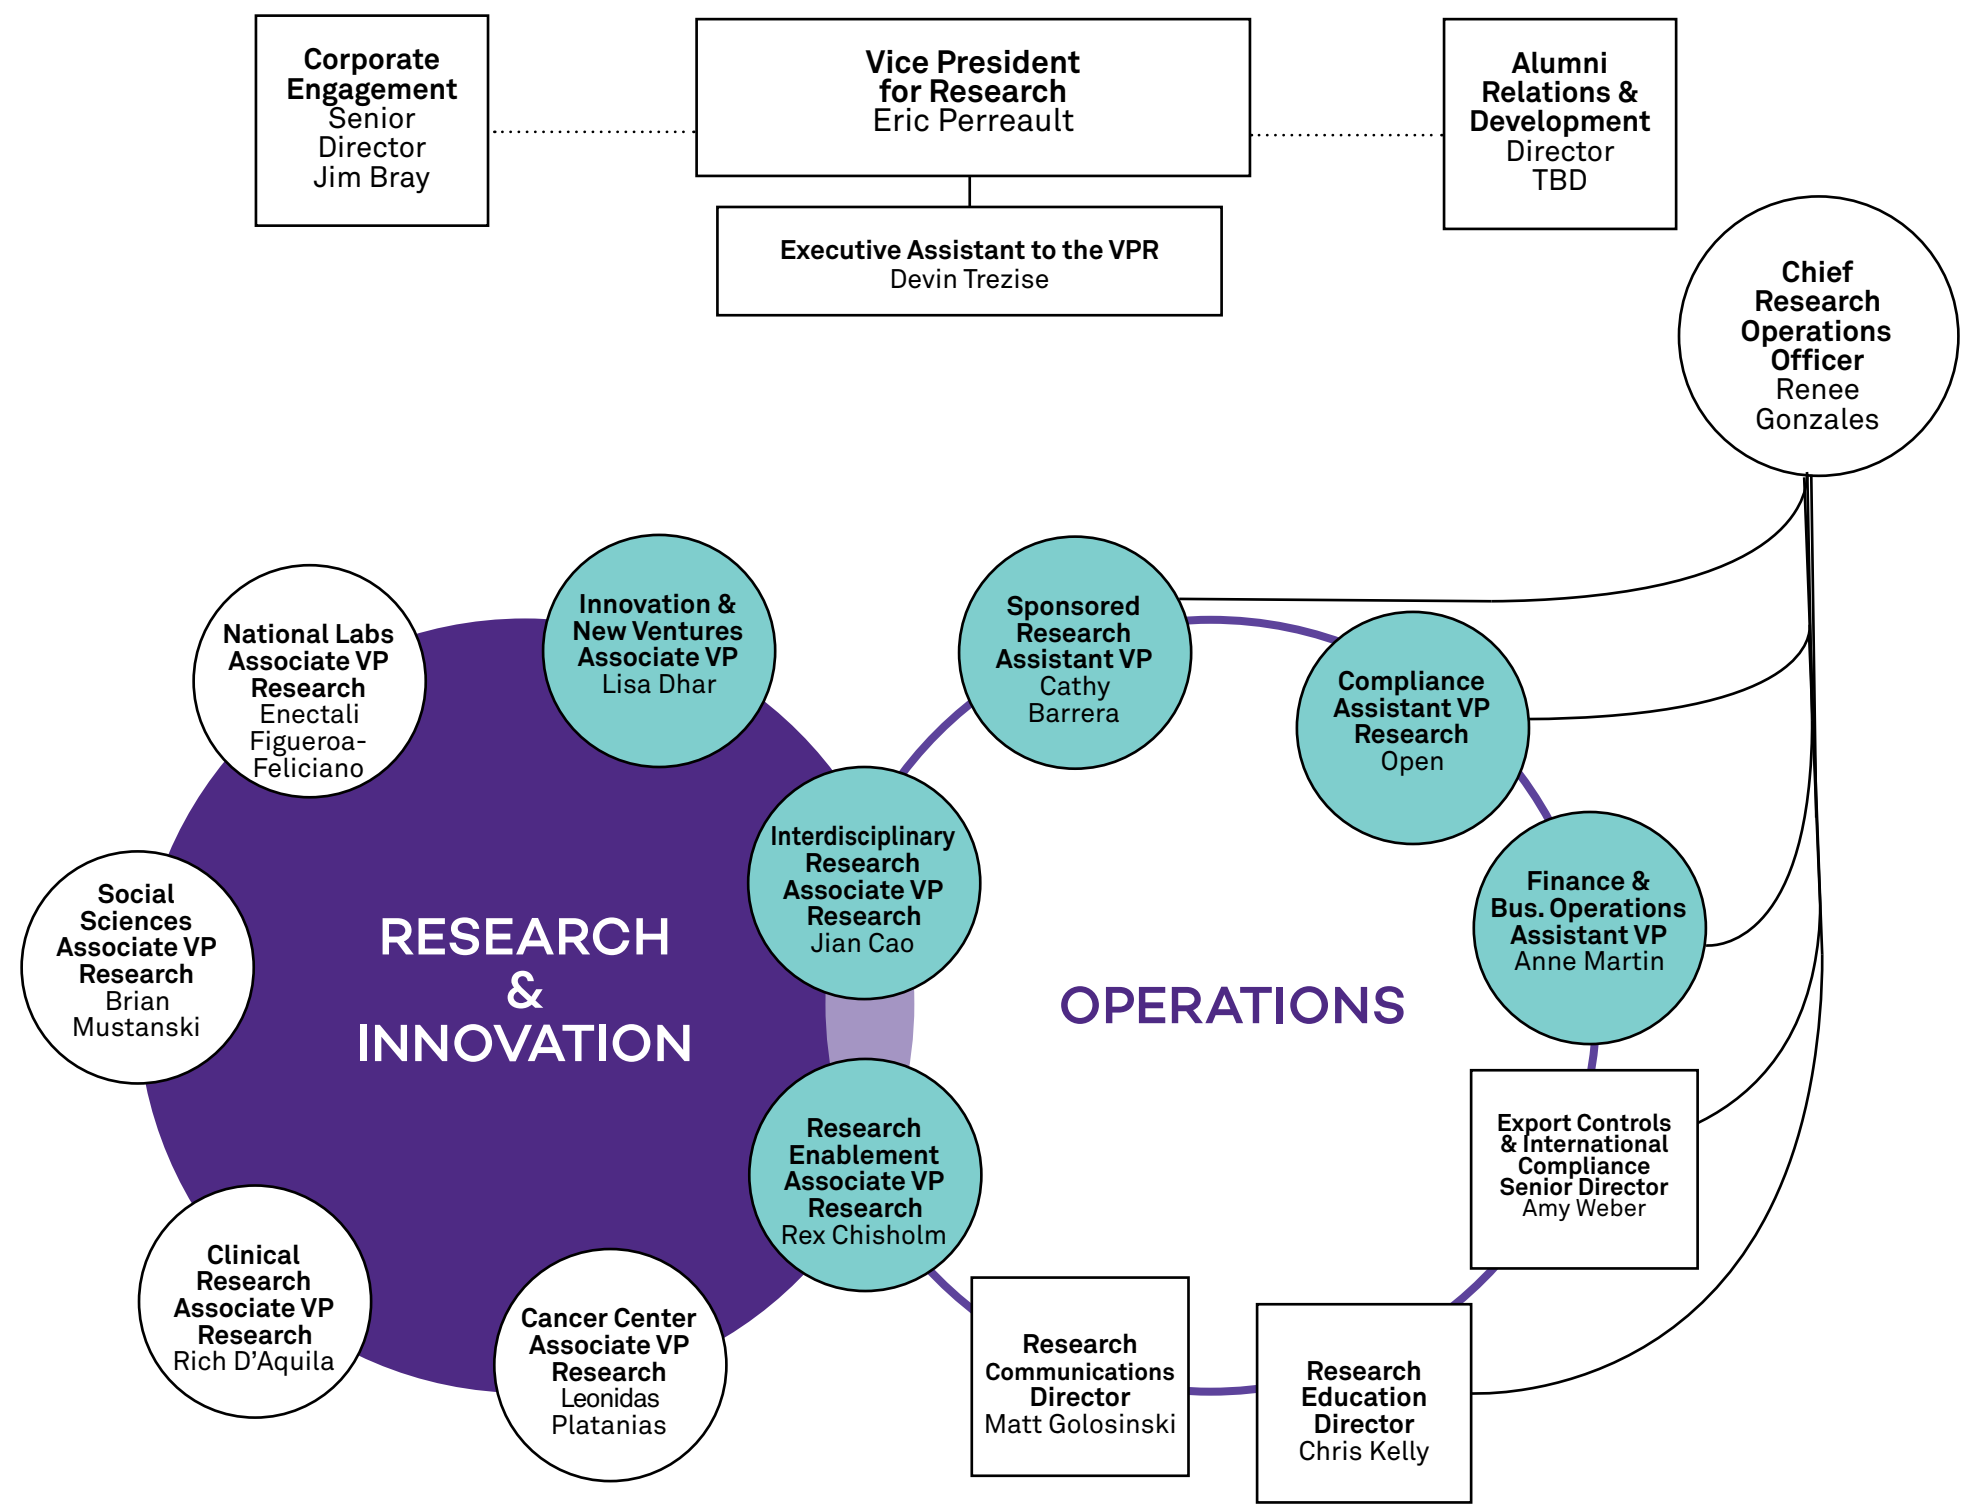 Corporate
Engagement
Senior
Director
Jim Bray
Vice President
for Research
Eric Perreault
Alumni
Relations &
Development
Director
TBD
Executive Assistant to the VPR
Devin Trezise
Chief
Research
Operations
Officer
Renee
Gonzales
National Labs
Associate VP
Research
Enectali
Figueroa-
Feliciano
Innovation &
New Ventures
Associate VP
Lisa Dhar
Sponsored
Research
Assistant VP
Cathy
Barrera
Compliance
Assistant VP
Research
Open
Interdisciplinary
Research
Associate VP
Research
Jian Cao
Finance &
Bus. Operations
Assistant VP
Anne Martin
Social
Sciences
Associate VP
Research
Brian
Mustanski
RESEARCH
&
INNOVATION
OPERATIONS
Research
Enablement
Associate VP
Research
Rex Chisholm
Export Controls
& International
Compliance
Senior Director
Amy Weber
Clinical
Research
Associate VP
Research
Rich D’Aquila
Cancer Center
Associate VP
Research
Leonidas
Platanias
Research
Communications
Director
Matt Golosinski
Research
Education
Director
Chris Kelly